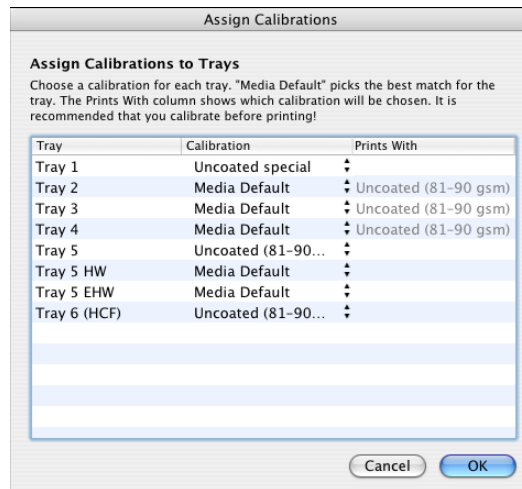 Assign Calibrations
Assign Calibrations to Trays
Choose a calibration for each tray. "Media Default" picks the best match for the
tray. The Prints With column shows which calibration will be chosen. It is
recommended that you calibrate before printing!
Tray Calibration Prints With
Tray 1 Uncoated special
Tray 2 Media Default Uncoated (81-90 gsm)
Tray 3 Media Default Uncoated (81-90 gsm)
Tray 4 Media Default Uncoated (81-90 gsm)
Tray 5 Uncoated (81-90...
Tray 5 HW Media Default
Tray 5 EHW Media Default
Tray 6 (HCF) Uncoated (81-90...
Cancel OK